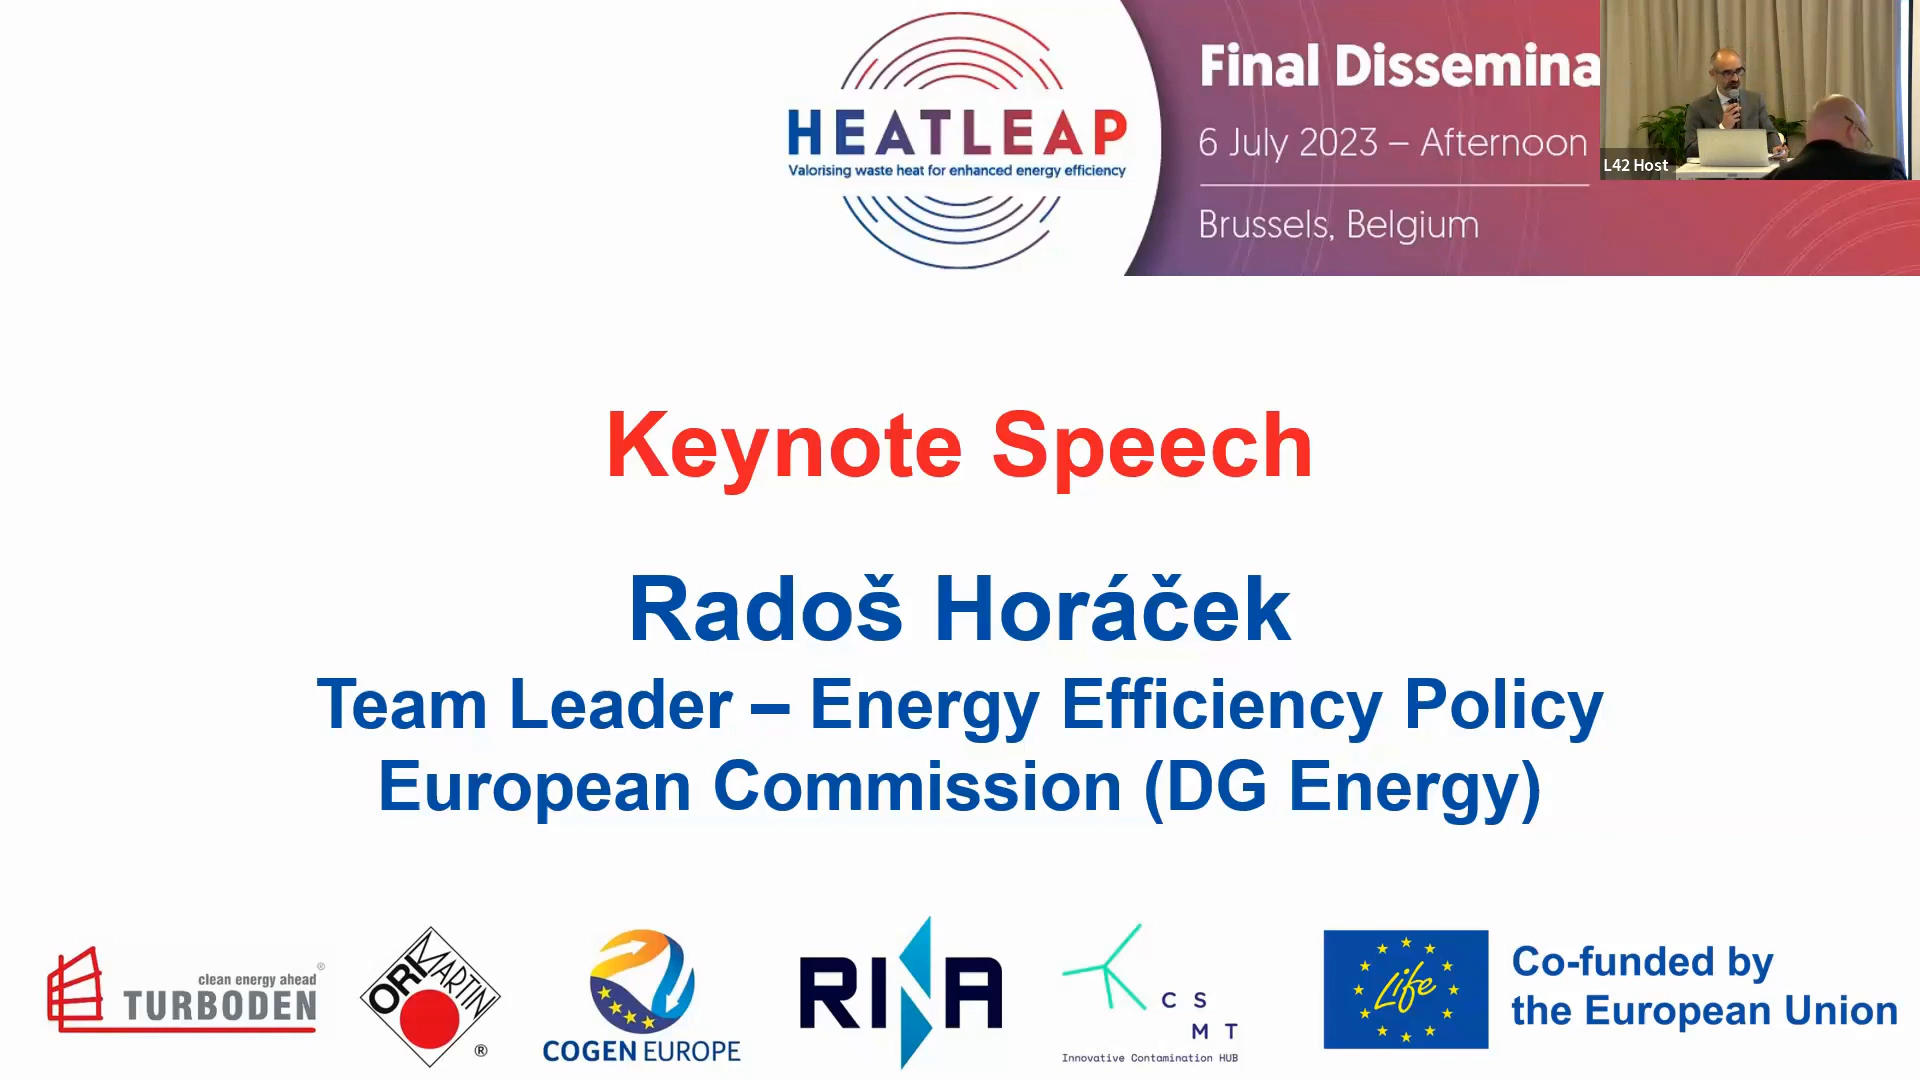 HEATLEAP
Valorising waste heat for enhanced energy efficiency
Final Dissemina
6 July 2023 – Afternoon
Brussels, Belgium
L42 Host
Keynote Speech
Radoš Horáček
Team Leader – Energy Efficiency Policy
European Commission (DG Energy)
clean energy ahead
TURBODEN
®
ORI MARTIN
®
COGEN EUROPE
RINA
CS
MT
Innovative Contamination HUB
Life
Co-funded by
the European Union